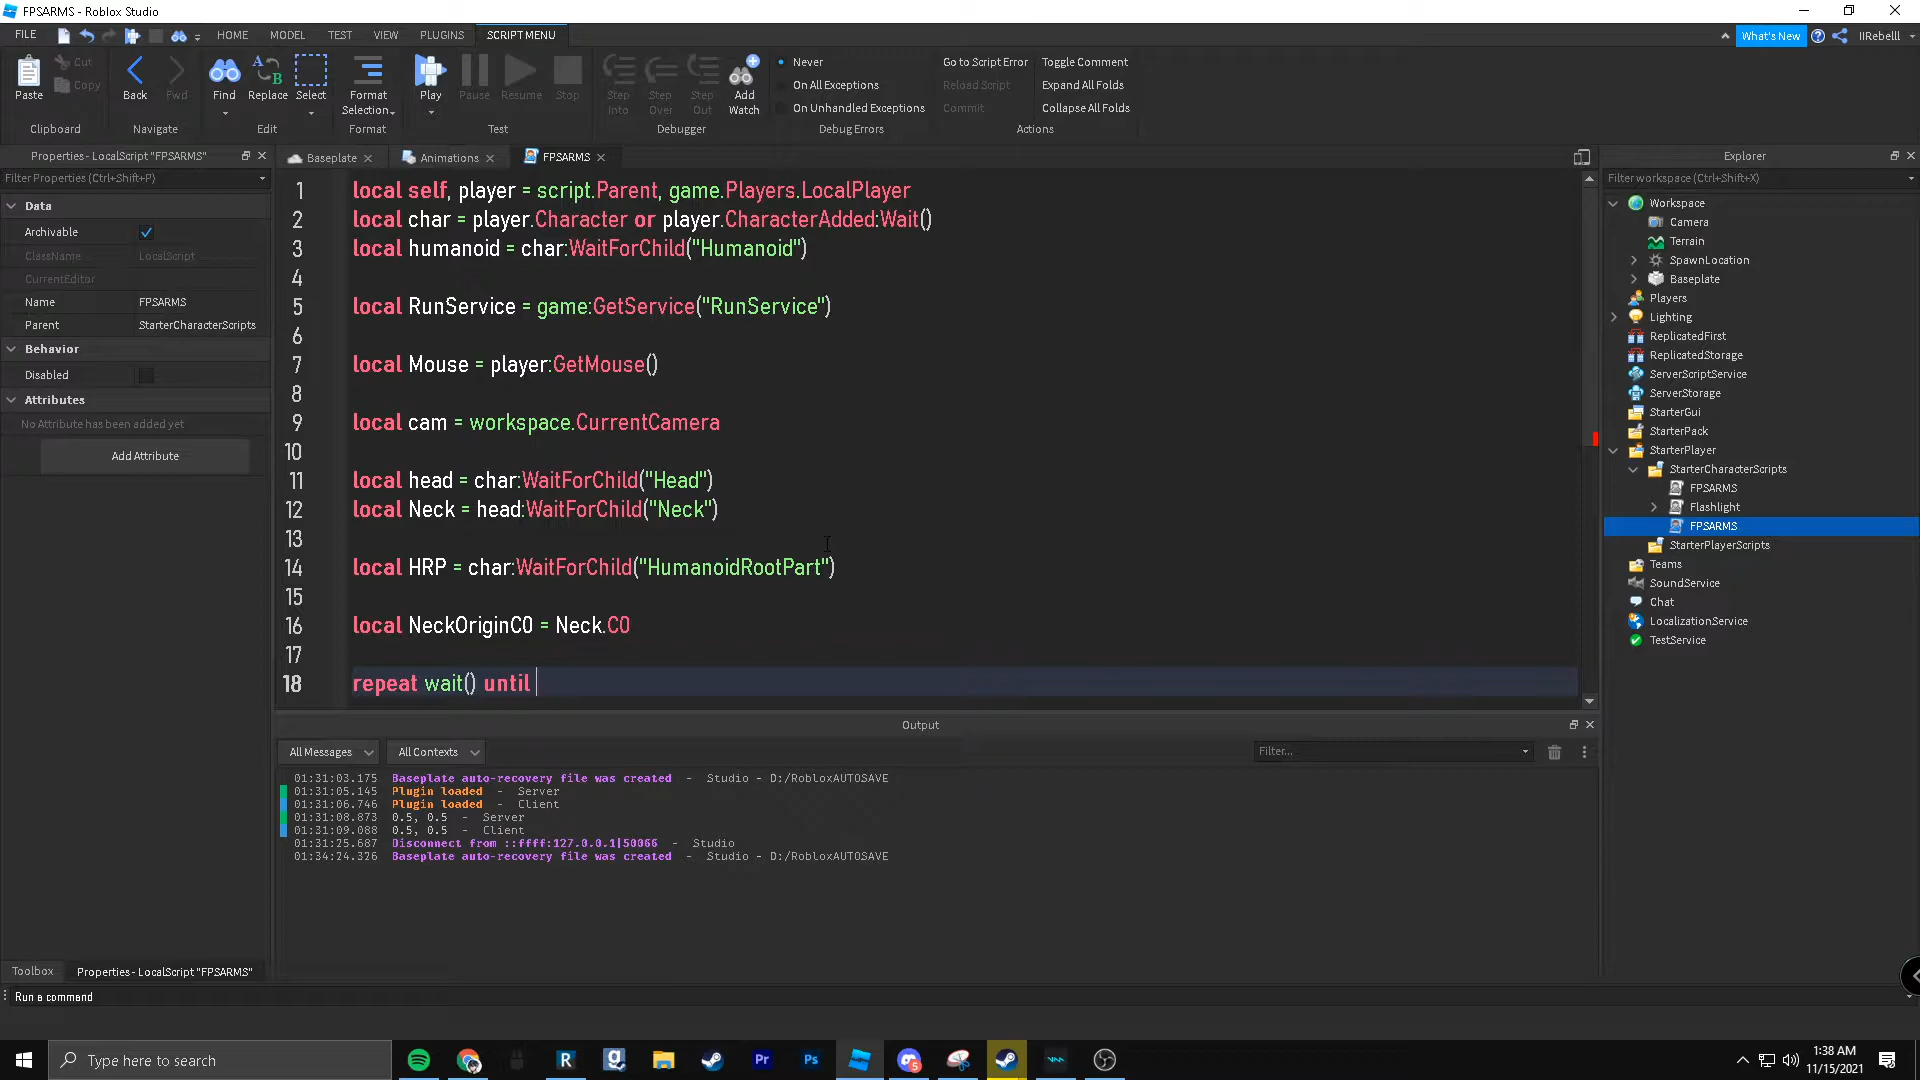 FPSARMS - Roblox Studio
FILE
HOME
MODEL
TEST
VIEW
PLUGINS
SCRIPT MENU
What's New
IIRebelll
Paste
Cut
Copy
Clipboard
Back
Fwd
Navigate
Find
Replace
Select
Edit
Format
Selection
Format
Play
Pause
Resume
Stop
Test
Step
Into
Step
Over
Step
Out
Add
Watch
Debugger
Never
On All Exceptions
On Unhandled Exceptions
Debug Errors
Go to Script Error
Reload Script
Commit
Toggle Comment
Expand All Folds
Collapse All Folds
Actions
Properties - LocalScript "FPSARMS"
Filter Properties (Ctrl+Shift+P)
Data
Archivable
ClassName LocalScript
CurrentEditor
Name FPSARMS
Parent StarterCharacterScripts
Behavior
Disabled
Attributes
No Attribute has been added yet
Add Attribute
Toolbox
Properties - LocalScript "FPSARMS"
Baseplate
Animations
FPSARMS
1 local self, player = script.Parent, game.Players.LocalPlayer
2 local char = player.Character or player.CharacterAdded:Wait()
3 local humanoid = char:WaitForChild("Humanoid")
4
5 local RunService = game:GetService("RunService")
6
7 local Mouse = player:GetMouse()
8
9 local cam = workspace.CurrentCamera
10
11 local head = char:WaitForChild("Head")
12 local Neck = head:WaitForChild("Neck")
13
14 local HRP = char:WaitForChild("HumanoidRootPart")
15
16 local NeckOriginC0 = Neck.C0
17
18 repeat wait() until
Output
All Messages
All Contexts
Filter...
01:31:03.175 Baseplate auto-recovery file was created - Studio - D:/RobloxAUTOSAVE
01:31:05.145 Plugin loaded - Server
01:31:06.746 Plugin loaded - Client
01:31:08.873 0.5, 0.5 - Server
01:31:09.088 0.5, 0.5 - Client
01:31:25.687 Disconnect from ::ffff:127.0.0.1|50066 - Studio
01:34:24.326 Baseplate auto-recovery file was created - Studio - D:/RobloxAUTOSAVE
Explorer
Filter workspace (Ctrl+Shift+X)
Workspace
Camera
Terrain
SpawnLocation
Baseplate
Players
Lighting
ReplicatedFirst
ReplicatedStorage
ServerScriptService
ServerStorage
StarterGui
StarterPack
StarterPlayer
StarterCharacterScripts
FPSARMS
Flashlight
FPSARMS
StarterPlayerScripts
Teams
SoundService
Chat
LocalizationService
TestService
Run a command
Type here to search
R
Pr
Ps
1:38 AM
11/15/2021